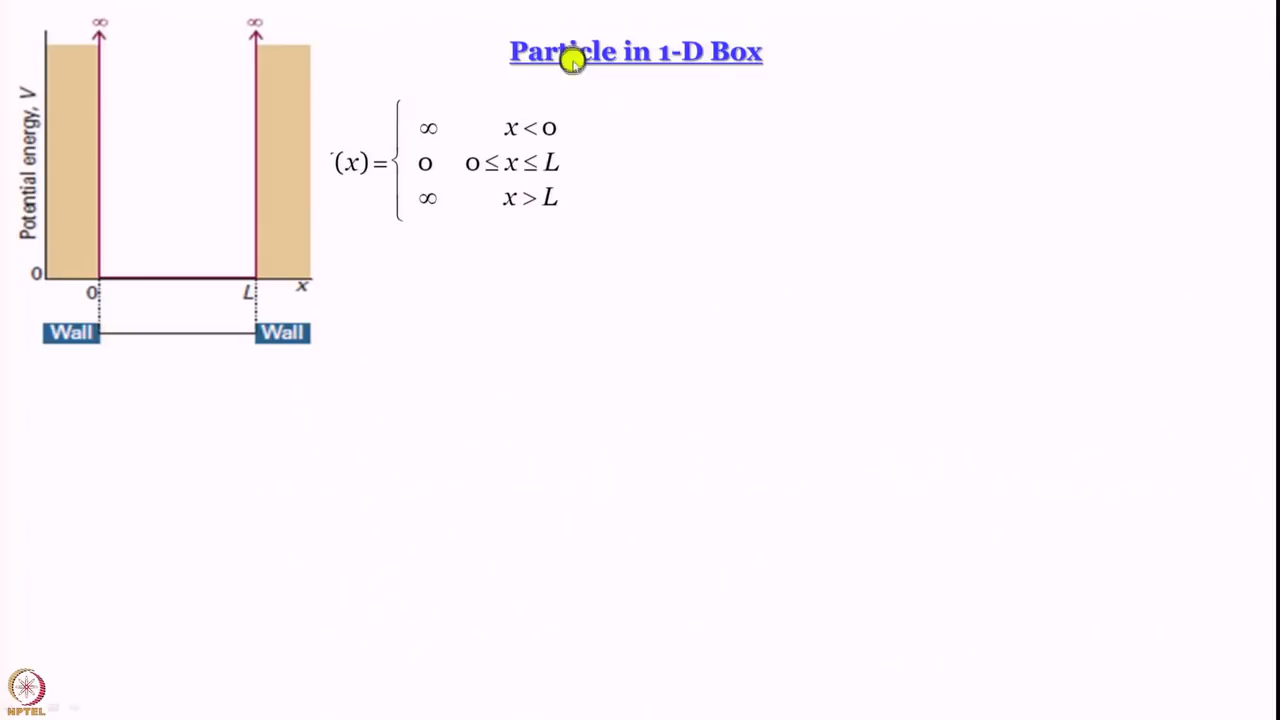 Particle in 1-D Box
∞ ∞
Potential energy, V
0
0 L x
Wall Wall
(x) =
∞ x < 0
0 0 ≤ x ≤ L
∞ x > L
NPTEL